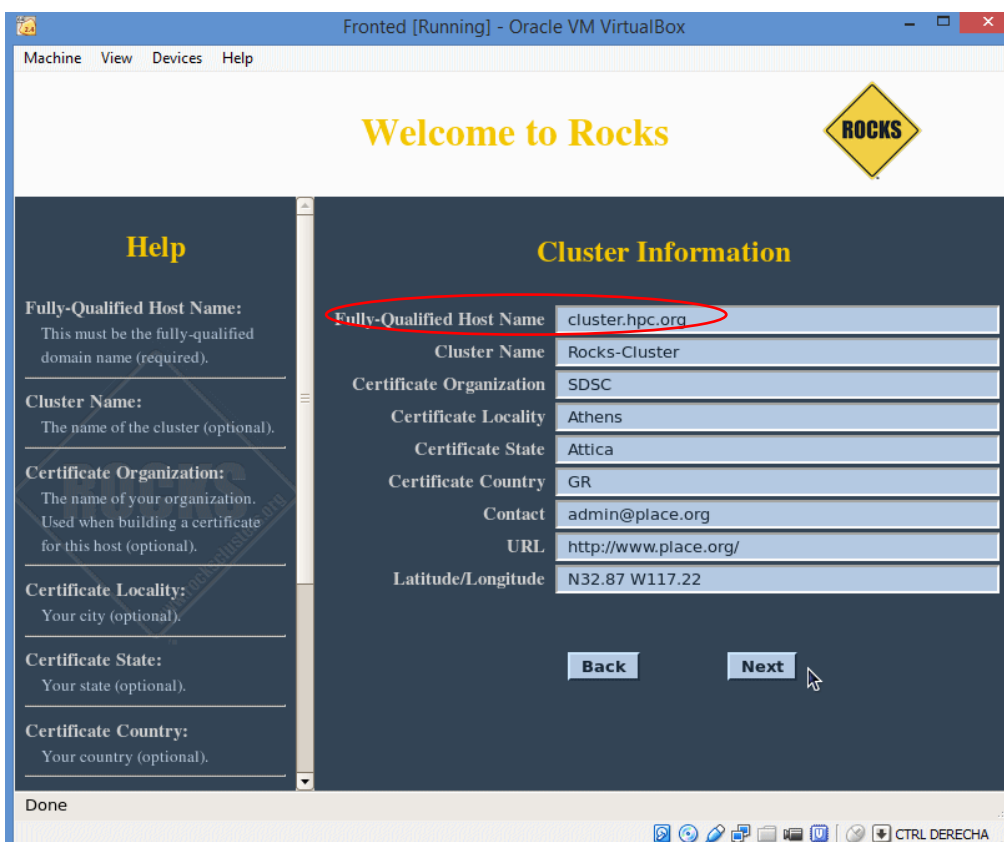 Fronted [Running] - Oracle VM VirtualBox
Machine View Devices Help
Welcome to Rocks
ROCKS
Help
Fully-Qualified Host Name:
This must be the fully-qualified
domain name (required).
Cluster Name:
The name of the cluster (optional).
Certificate Organization:
The name of your organization.
Used when building a certificate
for this host (optional).
Certificate Locality:
Your city (optional).
Certificate State:
Your state (optional).
Certificate Country:
Your country (optional).
ROCKS
www.rocksclusters.org
Cluster Information
Fully-Qualified Host Name cluster.hpc.org
Cluster Name Rocks-Cluster
Certificate Organization SDSC
Certificate Locality Athens
Certificate State Attica
Certificate Country GR
Contact admin@place.org
URL http://www.place.org/
Latitude/Longitude N32.87 W117.22
Back Next
Done
CTRL DERECHA